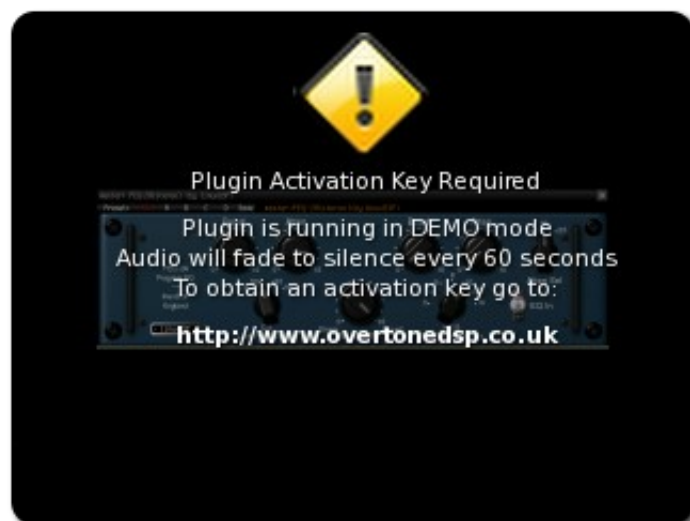 Plugin Activation Key Required
Plugin is running in DEMO mode
Audio will fade to silence every 60 seconds
To obtain an activation key go to:
http://www.overtonedsp.co.uk